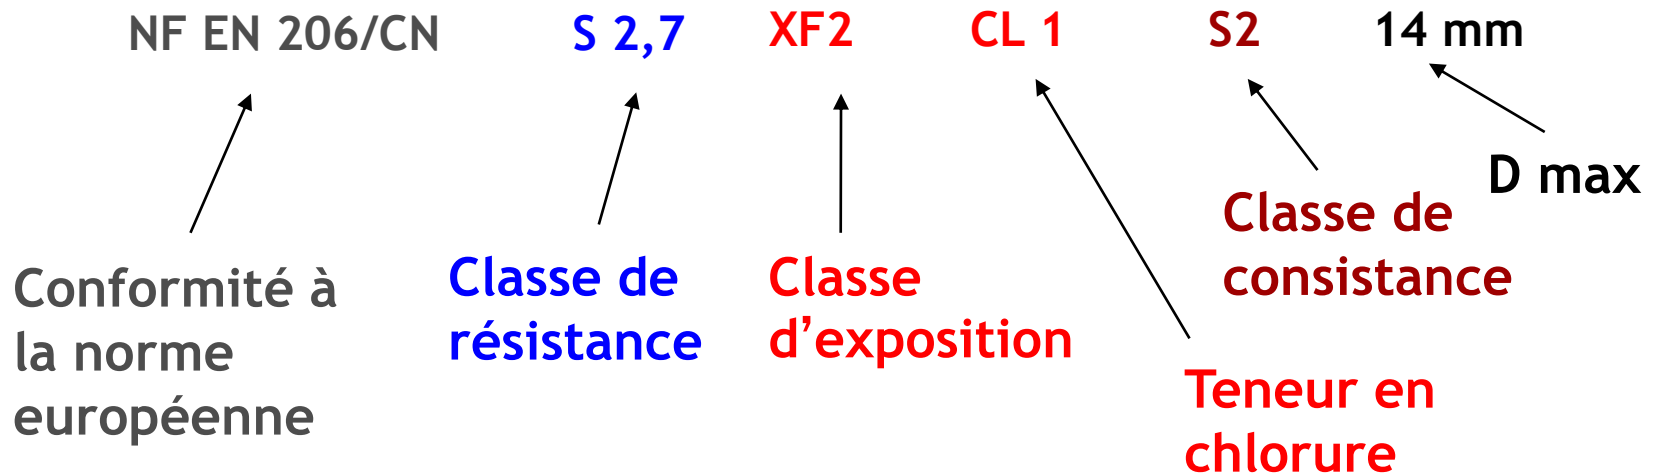 NF EN 206/CN S 2,7 XF2 CL 1 S2 14 mm
D max
Classe de
consistance
Conformité à
la norme
européenne
Classe de
résistance
Classe
d’exposition
Teneur en
chlorure